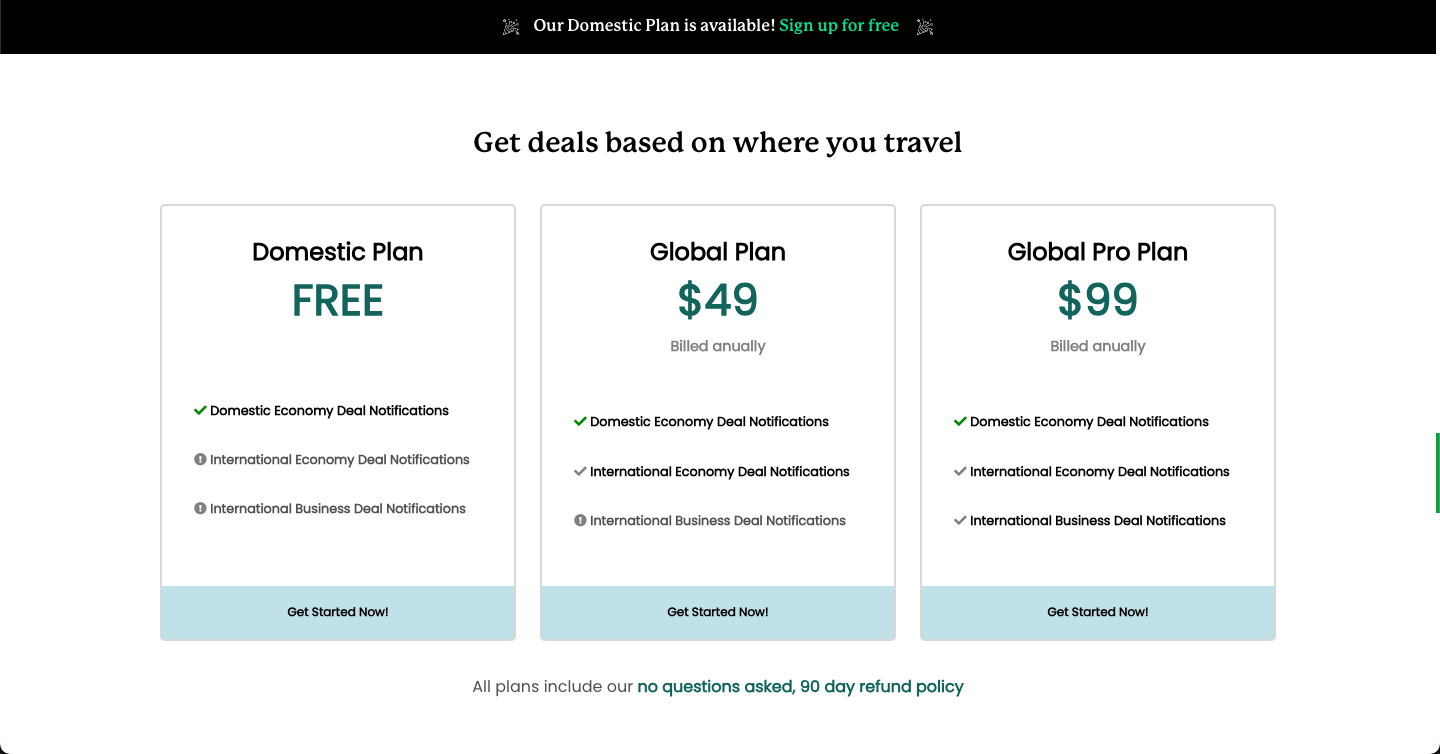 Our Domestic Plan is available! Sign up for free
Get deals based on where you travel
Domestic Plan
FREE
Domestic Economy Deal Notifications
International Economy Deal Notifications
International Business Deal Notifications
Get Started Now!
Global Plan
$49
Billed anually
Domestic Economy Deal Notifications
International Economy Deal Notifications
International Business Deal Notifications
Get Started Now!
Global Pro Plan
$99
Billed anually
Domestic Economy Deal Notifications
International Economy Deal Notifications
International Business Deal Notifications
Get Started Now!
All plans include our no questions asked, 90 day refund policy